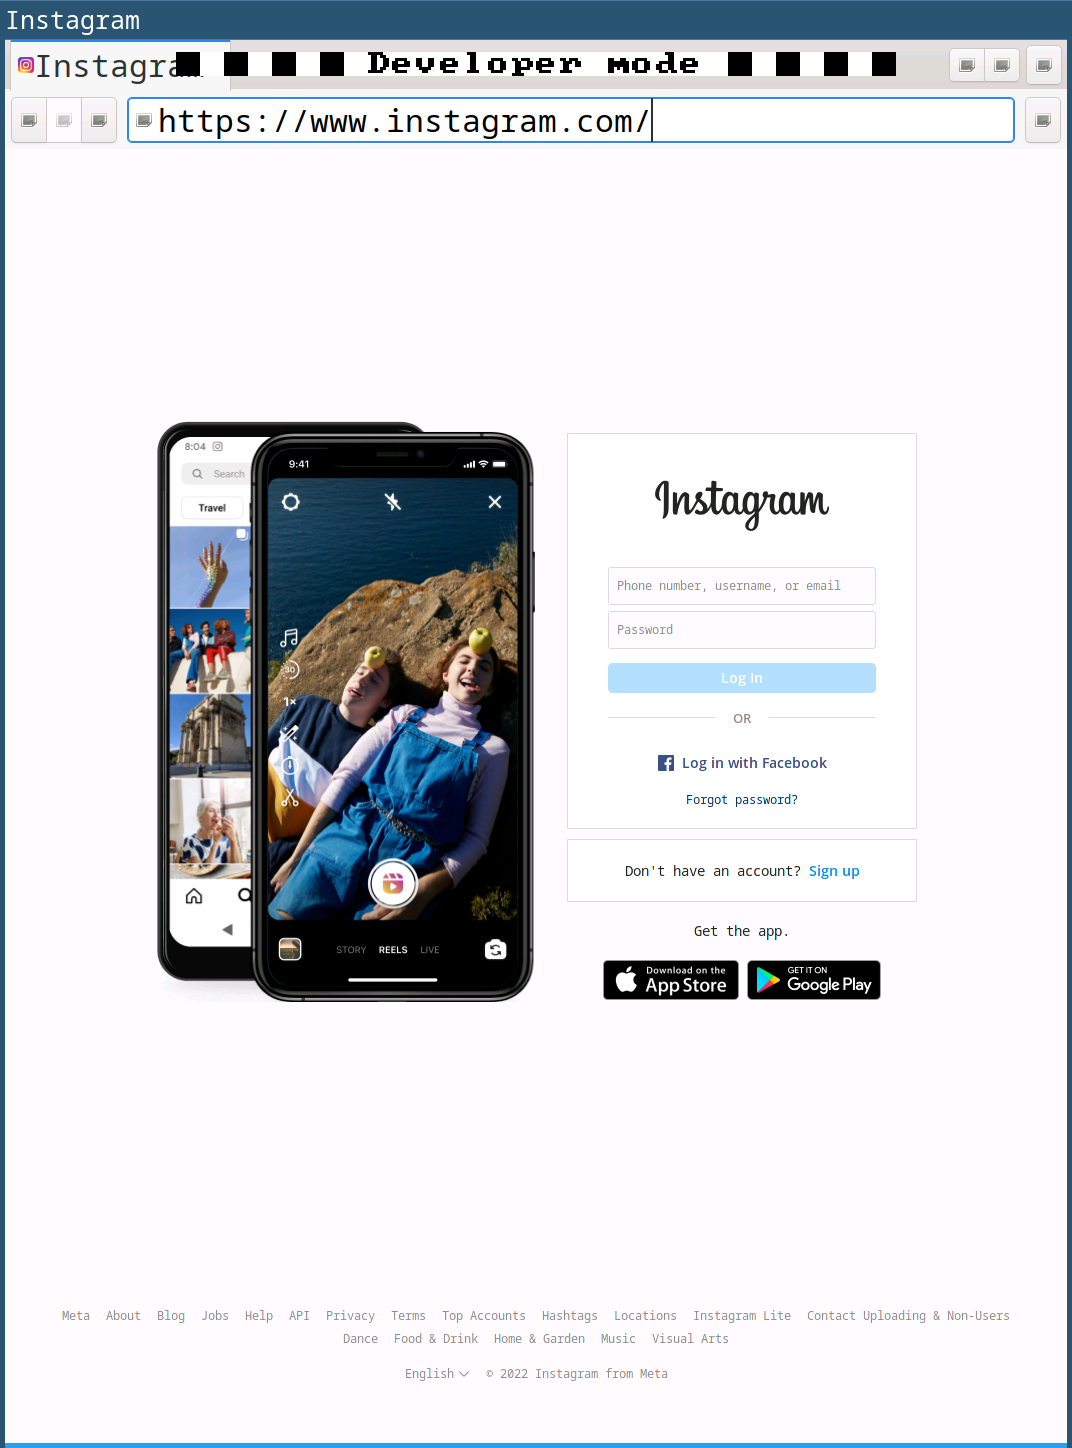 Instagram
Instagram
Developer mode
https://www.instagram.com/
8:04
Search
Travel
9:41
30
1x
STORY REELS LIVE
Instagram
Phone number, username, or email
Password
Log In
OR
Log in with Facebook
Forgot password?
Don't have an account? Sign up
Get the app.
Download on the
App Store
GET IT ON
Google Play
Meta About Blog Jobs Help API Privacy Terms Top Accounts Hashtags Locations Instagram Lite Contact Uploading & Non-Users
Dance Food & Drink Home & Garden Music Visual Arts
English © 2022 Instagram from Meta